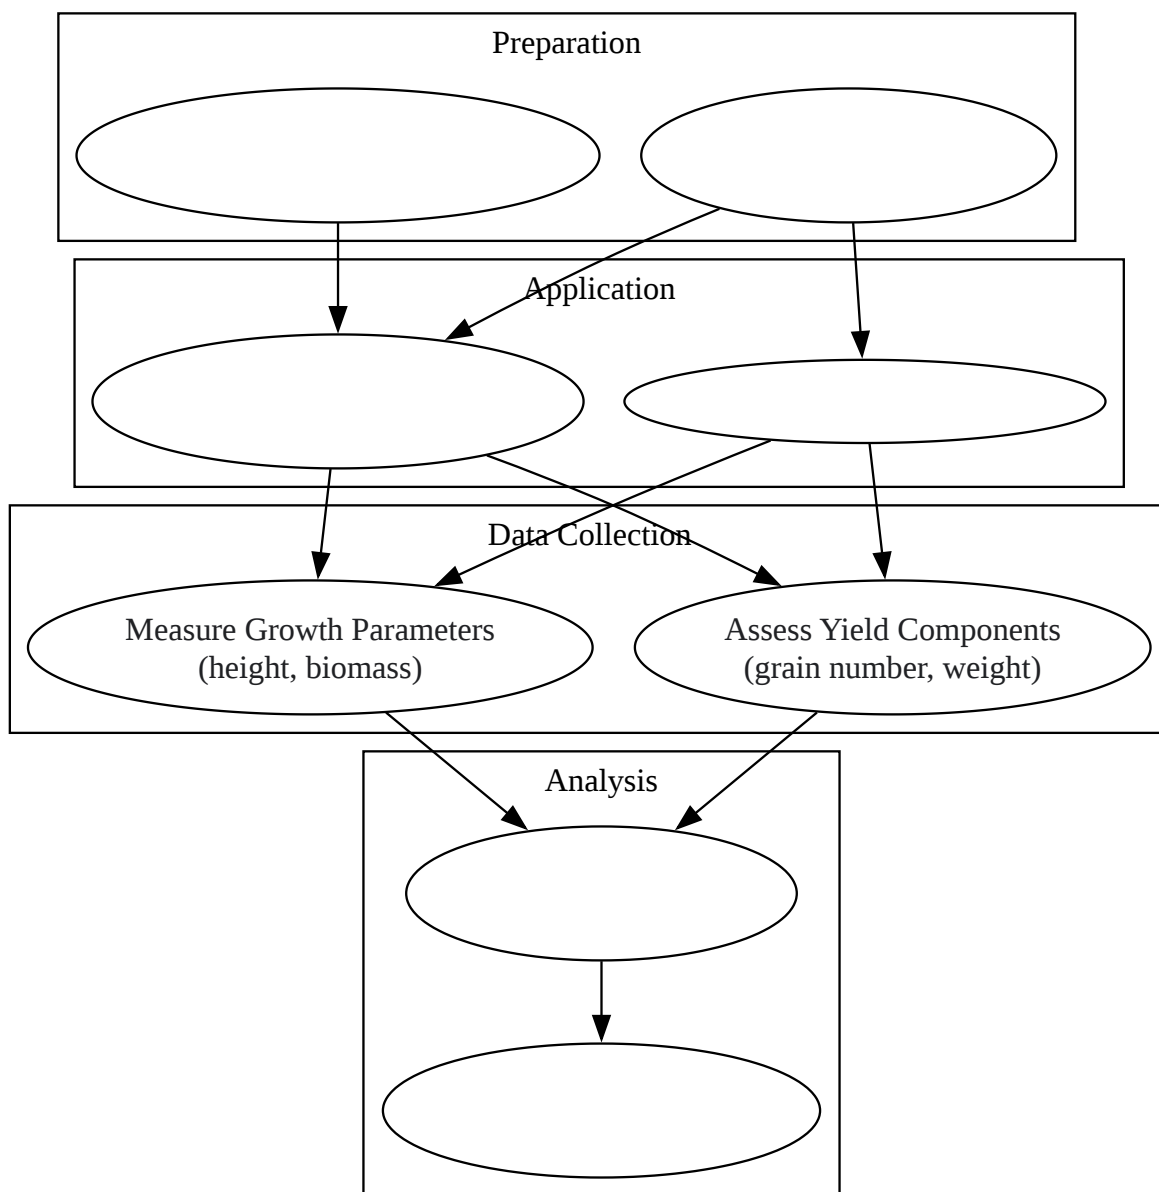 Preparation
Application
Data Collection
Measure Growth Parameters
(height, biomass)
Assess Yield Components
(grain number, weight)
Analysis